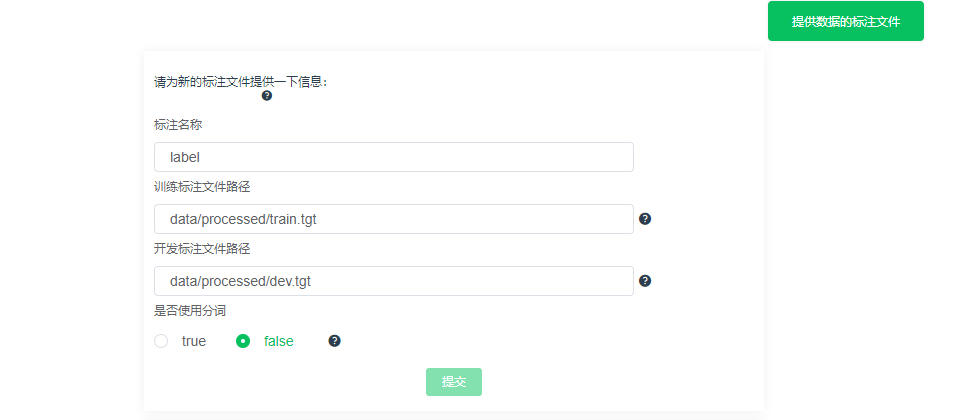 提供数据的标注文件
请为新的标注文件提供一下信息：
?
标注名称
label
训练标注文件路径
data/processed/train.tgt
?
开发标注文件路径
data/processed/dev.tgt
?
是否使用分词
true
false
?
提交